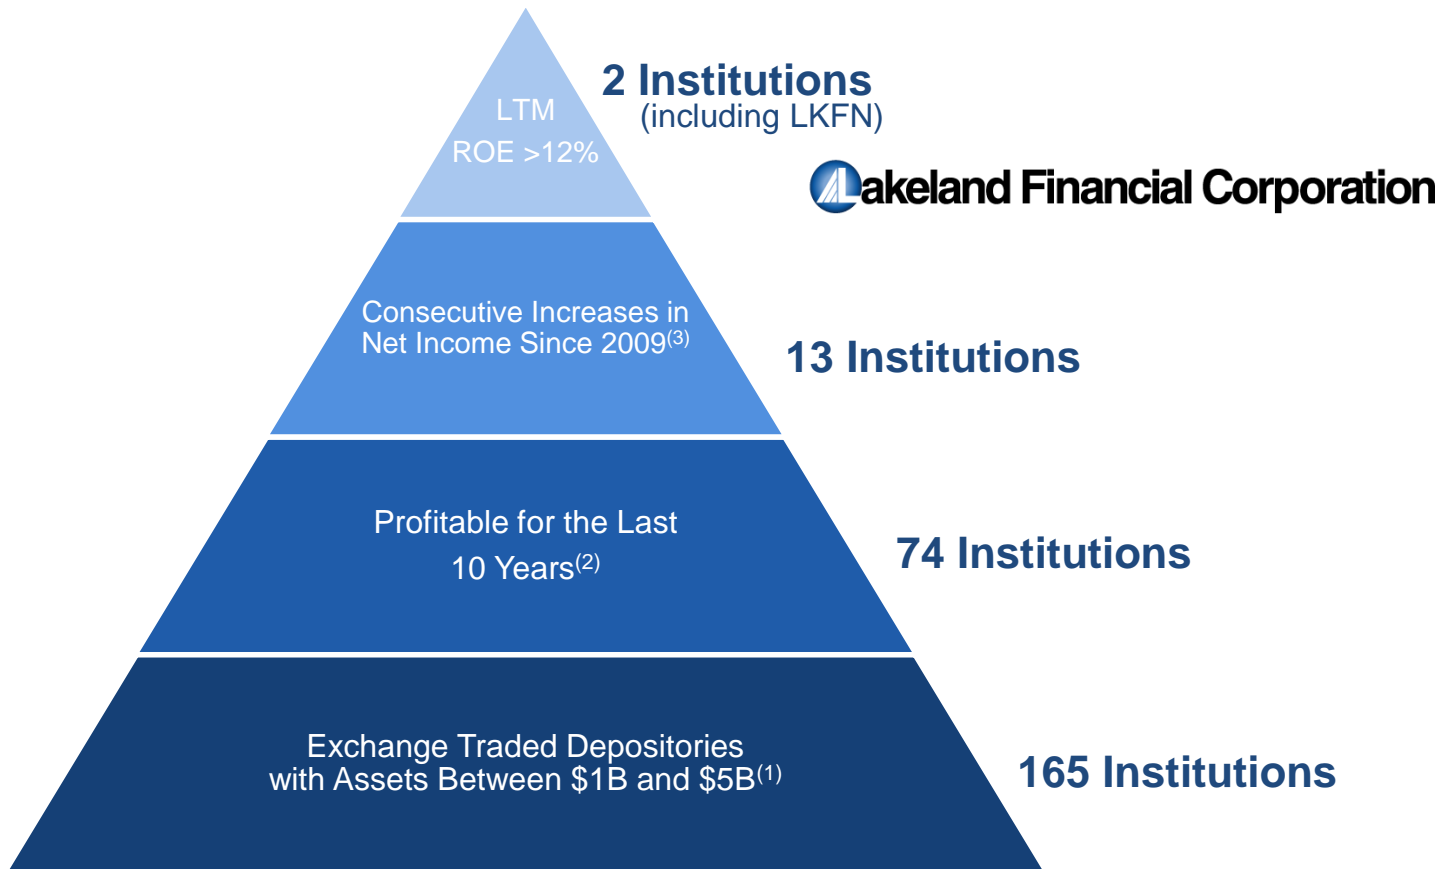 2 Institutions
(including LKFN)
LTM
ROE >12%
Lakeland Financial Corporation
Consecutive Increases in
Net Income Since 2009(3)
13 Institutions
Profitable for the Last
10 Years(2)
74 Institutions
Exchange Traded Depositories
with Assets Between $1B and $5B(1)
165 Institutions